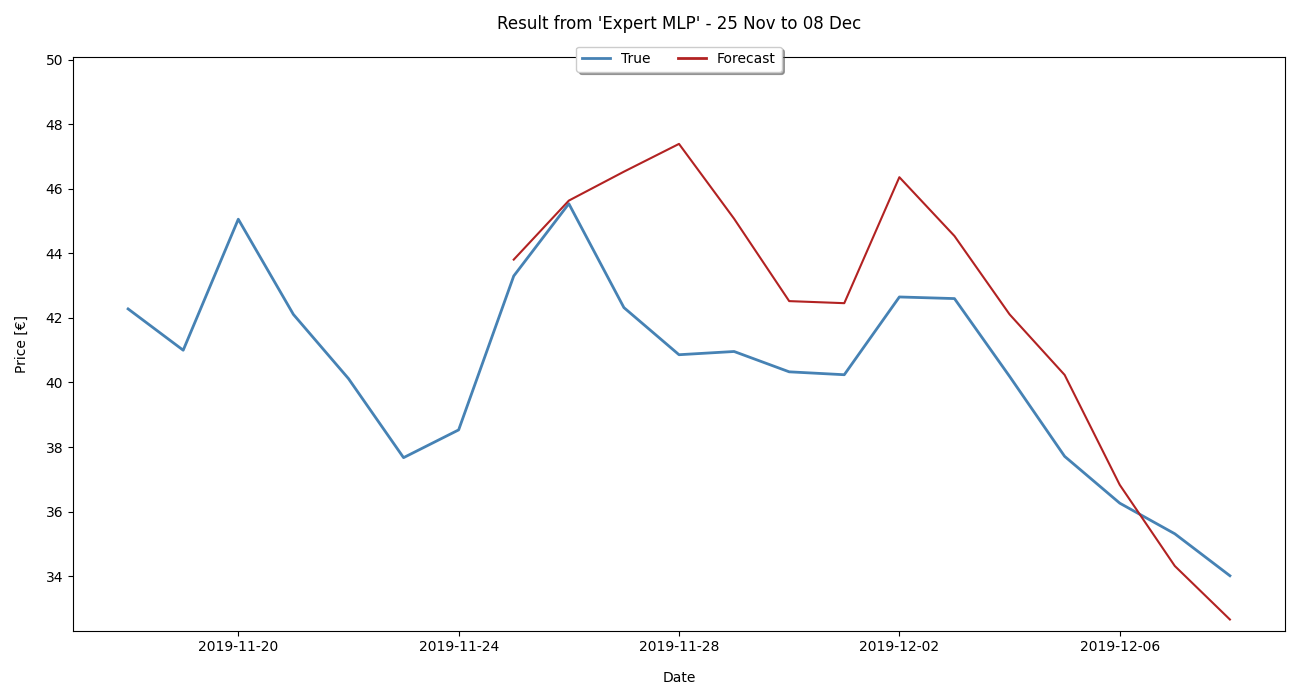 Result from 'Expert MLP' - 25 Nov to 08 Dec
True Forecast
50
48
46
44
42
40
38
36
34
Price [€]
2019-11-20 2019-11-24 2019-11-28 2019-12-02 2019-12-06
Date